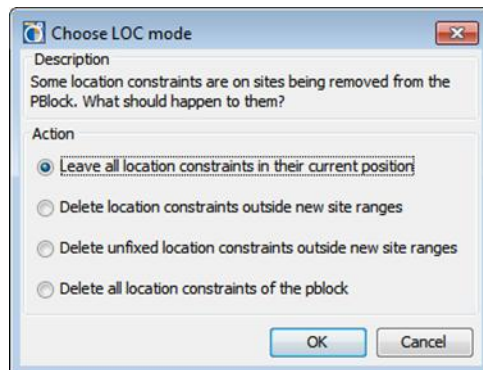 Choose LOC mode
Description
Some location constraints are on sites being removed from the
PBlock. What should happen to them?
Action
Leave all location constraints in their current position
Delete location constraints outside new site ranges
Delete unfixed location constraints outside new site ranges
Delete all location constraints of the pblock
OK Cancel